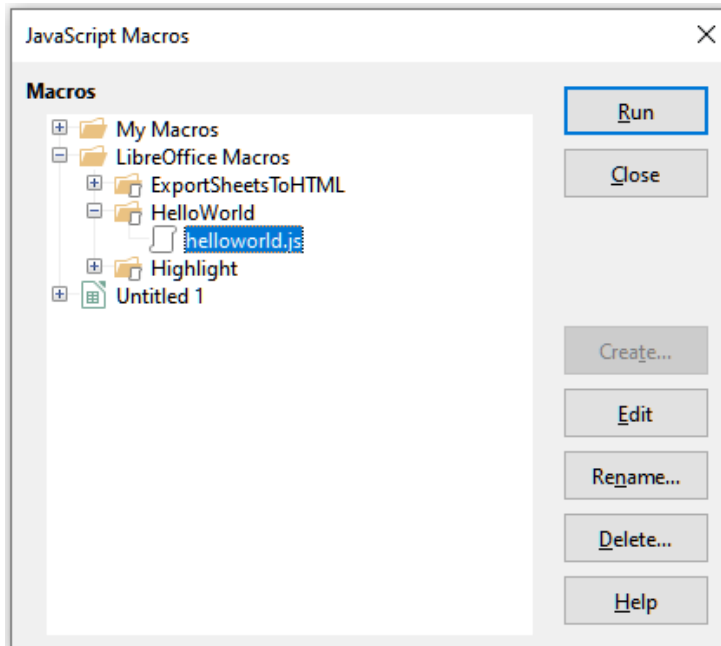 JavaScript Macros
Macros
My Macros
LibreOffice Macros
ExportSheetsToHTML
HelloWorld
helloworld.js
Highlight
Untitled 1
Run
Close
Create...
Edit
Rename...
Delete...
Help